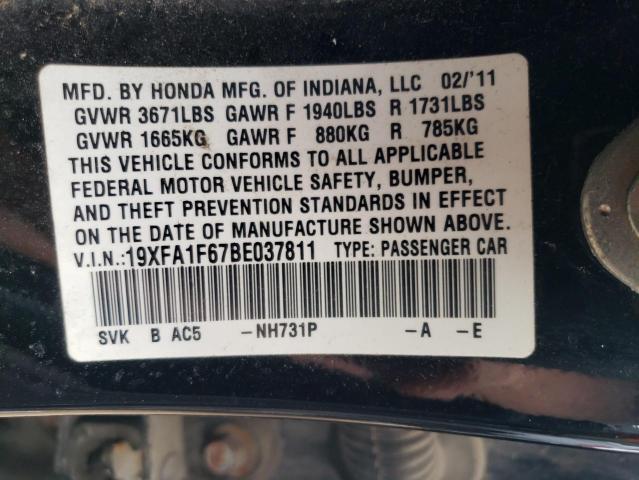 MFD. BY HONDA MFG. OF INDIANA, LLC 02/'11
GVWR 3671LBS GAWR F 1940LBS R 1731LBS
GVWR 1665KG GAWR F 880KG R 785KG
THIS VEHICLE CONFORMS TO ALL APPLICABLE
FEDERAL MOTOR VEHICLE SAFETY, BUMPER,
AND THEFT PREVENTION STANDARDS IN EFFECT
ON THE DATE OF MANUFACTURE SHOWN ABOVE.
V.I.N.:19XFA1F67BE037811 TYPE: PASSENGER CAR
SVK B AC5 -NH731P -A -E